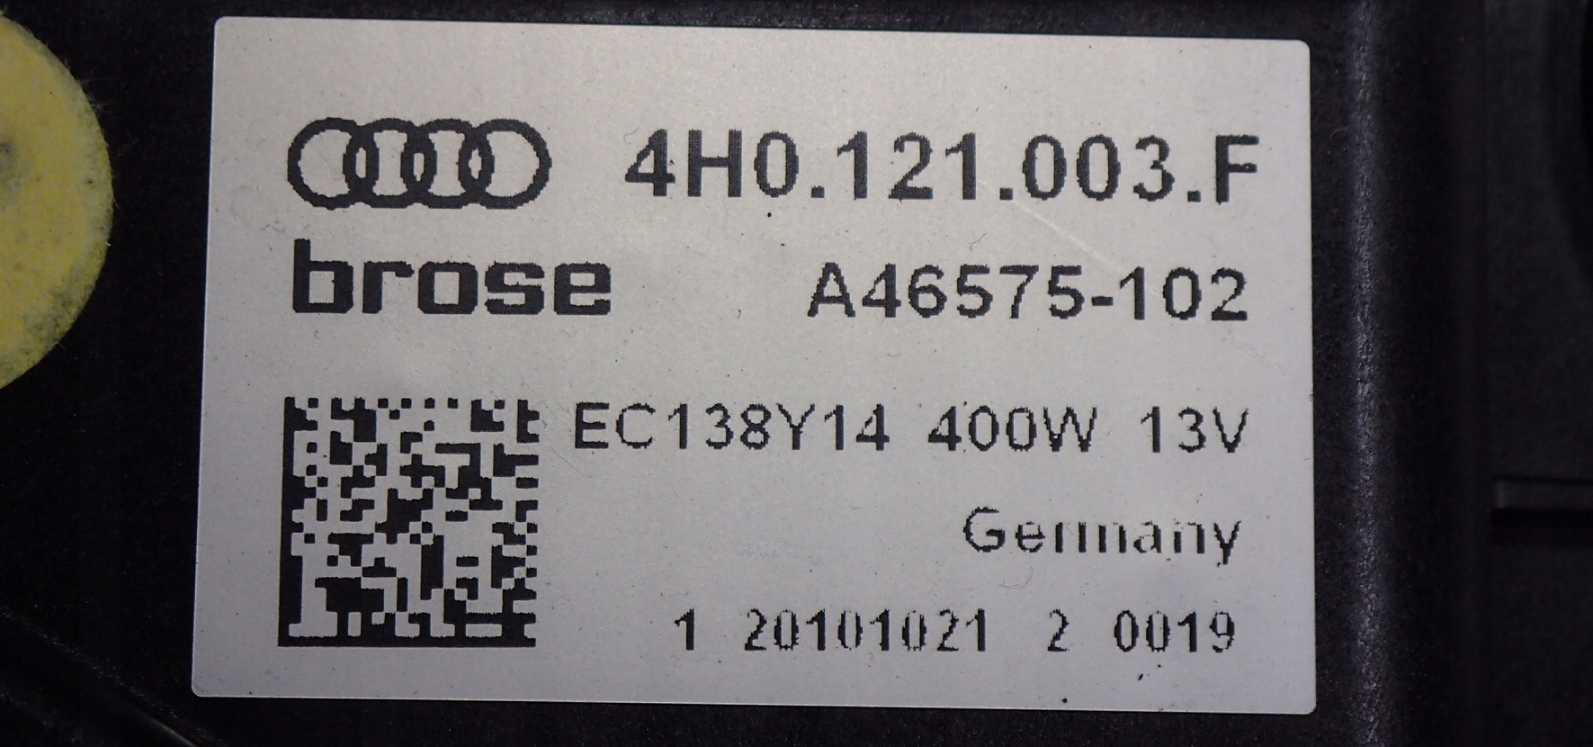 4H0.121.003.F
brose A46575-102
EC138Y14 400W 13V
Germany
1 20101021 2 0019